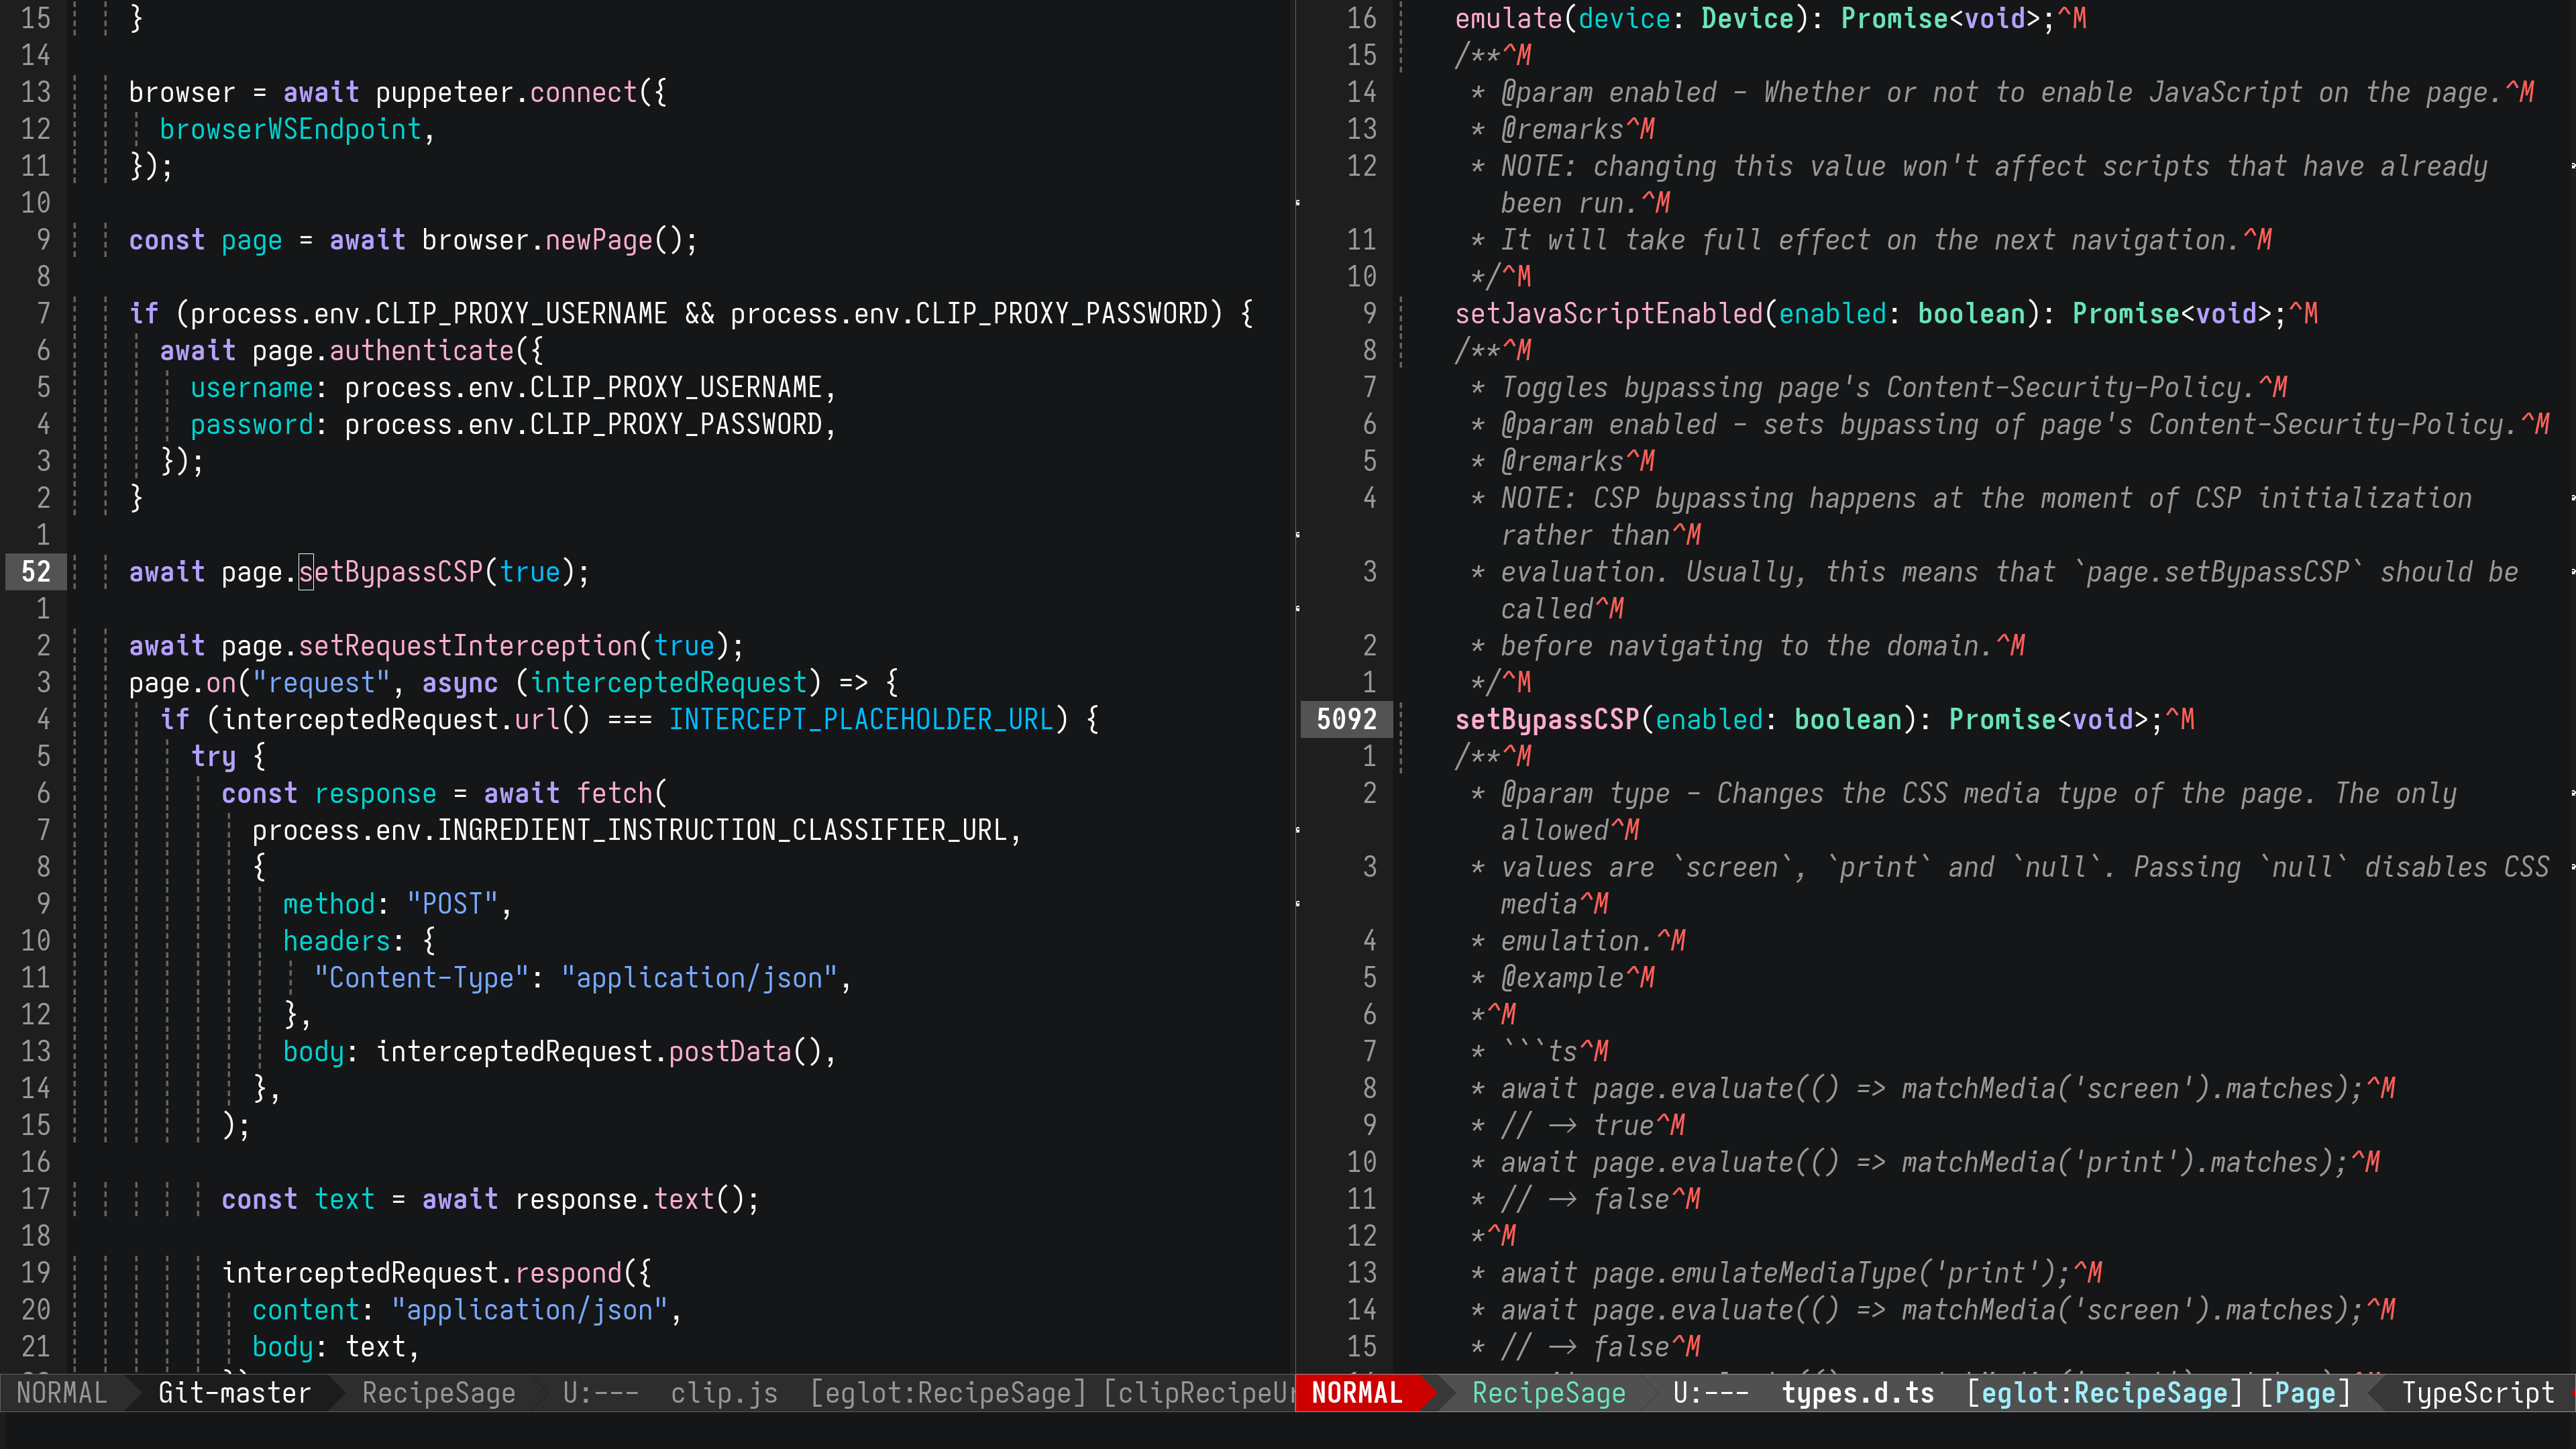 15 }
14
13 browser = await puppeteer.connect({
12 browserWSEndpoint,
11 });
10
9 const page = await browser.newPage();
8
7 if (process.env.CLIP_PROXY_USERNAME && process.env.CLIP_PROXY_PASSWORD) {
6 await page.authenticate({
5 username: process.env.CLIP_PROXY_USERNAME,
4 password: process.env.CLIP_PROXY_PASSWORD,
3 });
2 }
1
52 await page.setBypassCSP(true);
1
2 await page.setRequestInterception(true);
3 page.on("request", async (interceptedRequest) => {
4 if (interceptedRequest.url() === INTERCEPT_PLACEHOLDER_URL) {
5 try {
6 const response = await fetch(
7 process.env.INGREDIENT_INSTRUCTION_CLASSIFIER_URL,
8 {
9 method: "POST",
10 headers: {
11 "Content-Type": "application/json",
12 },
13 body: interceptedRequest.postData(),
14 },
15 );
16
17 const text = await response.text();
18
19 interceptedRequest.respond({
20 content: "application/json",
21 body: text,
NORMAL Git-master RecipeSage U:--- clip.js [eglot:RecipeSage] [clipRecipeUr
16 emulate(device: Device): Promise<void>;^M
15 /**^M
14 * @param enabled - Whether or not to enable JavaScript on the page.^M
13 * @remarks^M
12 * NOTE: changing this value won't affect scripts that have already
been run.^M
11 * It will take full effect on the next navigation.^M
10 */^M
9 setJavaScriptEnabled(enabled: boolean): Promise<void>;^M
8 /**^M
7 * Toggles bypassing page's Content-Security-Policy.^M
6 * @param enabled - sets bypassing of page's Content-Security-Policy.^M
5 * @remarks^M
4 * NOTE: CSP bypassing happens at the moment of CSP initialization
rather than^M
3 * evaluation. Usually, this means that `page.setBypassCSP` should be
called^M
2 * before navigating to the domain.^M
1 */^M
5092 setBypassCSP(enabled: boolean): Promise<void>;^M
1 /**^M
2 * @param type - Changes the CSS media type of the page. The only
allowed^M
3 * values are `screen`, `print` and `null`. Passing `null` disables CSS
media^M
4 * emulation.^M
5 * @example^M
6 *^M
7 * ```ts^M
8 * await page.evaluate(() => matchMedia('screen').matches);^M
9 * // → true^M
10 * await page.evaluate(() => matchMedia('print').matches);^M
11 * // → false^M
12 *^M
13 * await page.emulateMediaType('print');^M
14 * await page.evaluate(() => matchMedia('screen').matches);^M
15 * // → false^M
NORMAL RecipeSage U:--- types.d.ts [eglot:RecipeSage] [Page] TypeScript